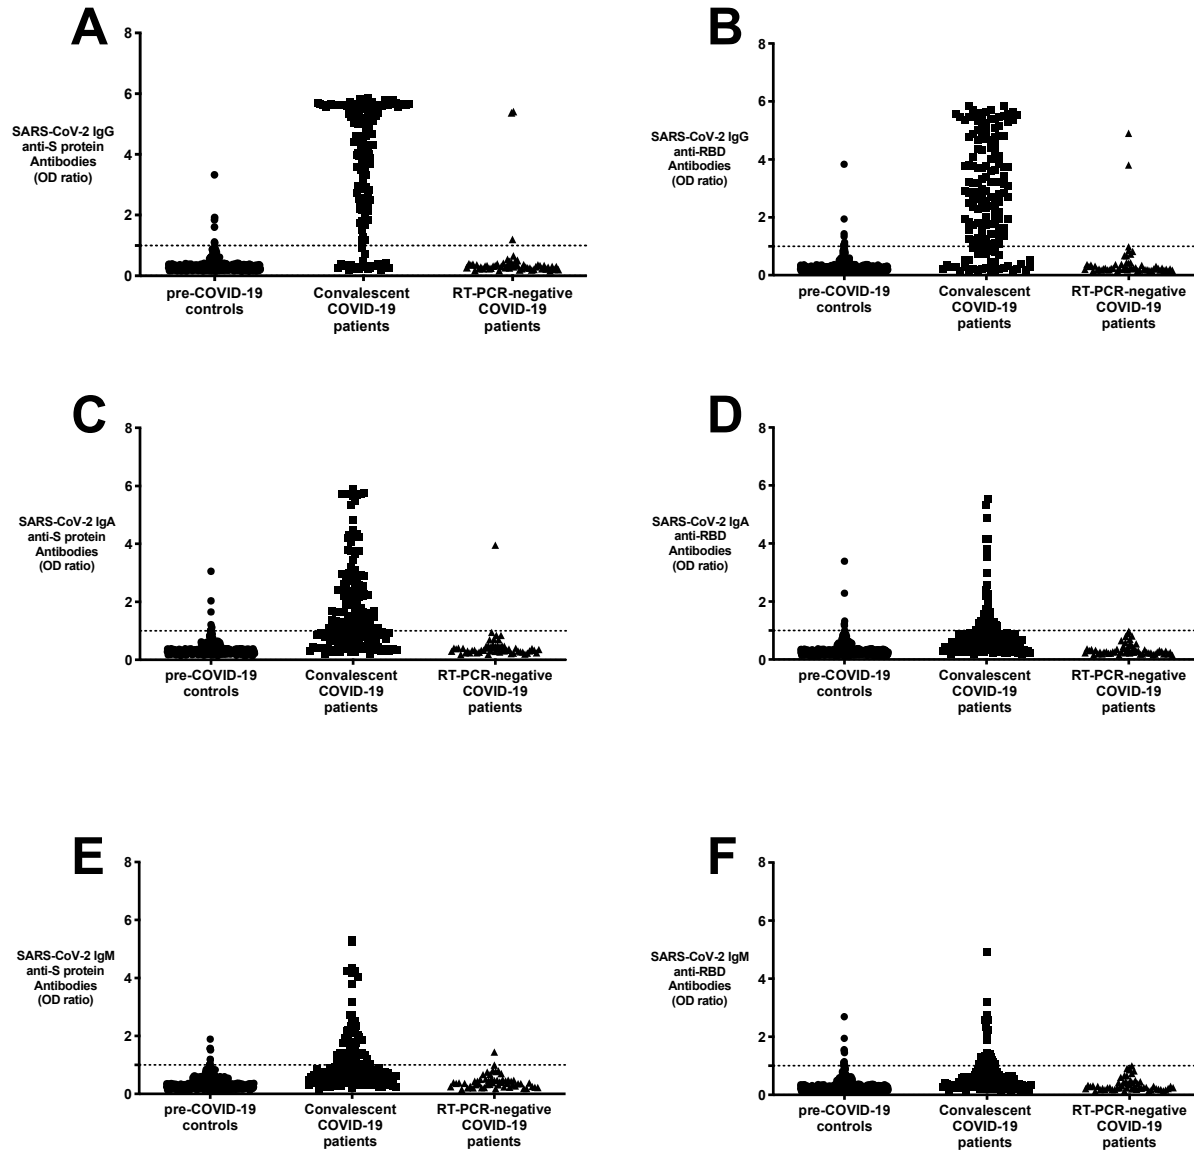 A
8
6
4
2
0
SARS-CoV-2 IgG
anti-S protein
Antibodies
(OD ratio)
pre-COVID-19
controls
Convalescent
COVID-19
patients
RT-PCR-negative
COVID-19
patients
B
8
6
4
2
0
SARS-CoV-2 IgG
anti-RBD
Antibodies
(OD ratio)
pre-COVID-19
controls
Convalescent
COVID-19
patients
RT-PCR-negative
COVID-19
patients
C
8
6
4
2
0
SARS-CoV-2 IgA
anti-S protein
Antibodies
(OD ratio)
pre-COVID-19
controls
Convalescent
COVID-19
patients
RT-PCR-negative
COVID-19
patients
D
8
6
4
2
0
SARS-CoV-2 IgA
anti-RBD
Antibodies
(OD ratio)
pre-COVID-19
controls
Convalescent
COVID-19
patients
RT-PCR-negative
COVID-19
patients
E
8
6
4
2
0
SARS-CoV-2 IgM
anti-S protein
Antibodies
(OD ratio)
pre-COVID-19
controls
Convalescent
COVID-19
patients
RT-PCR-negative
COVID-19
patients
F
8
6
4
2
0
SARS-CoV-2 IgM
anti-RBD
Antibodies
(OD ratio)
pre-COVID-19
controls
Convalescent
COVID-19
patients
RT-PCR-negative
COVID-19
patients